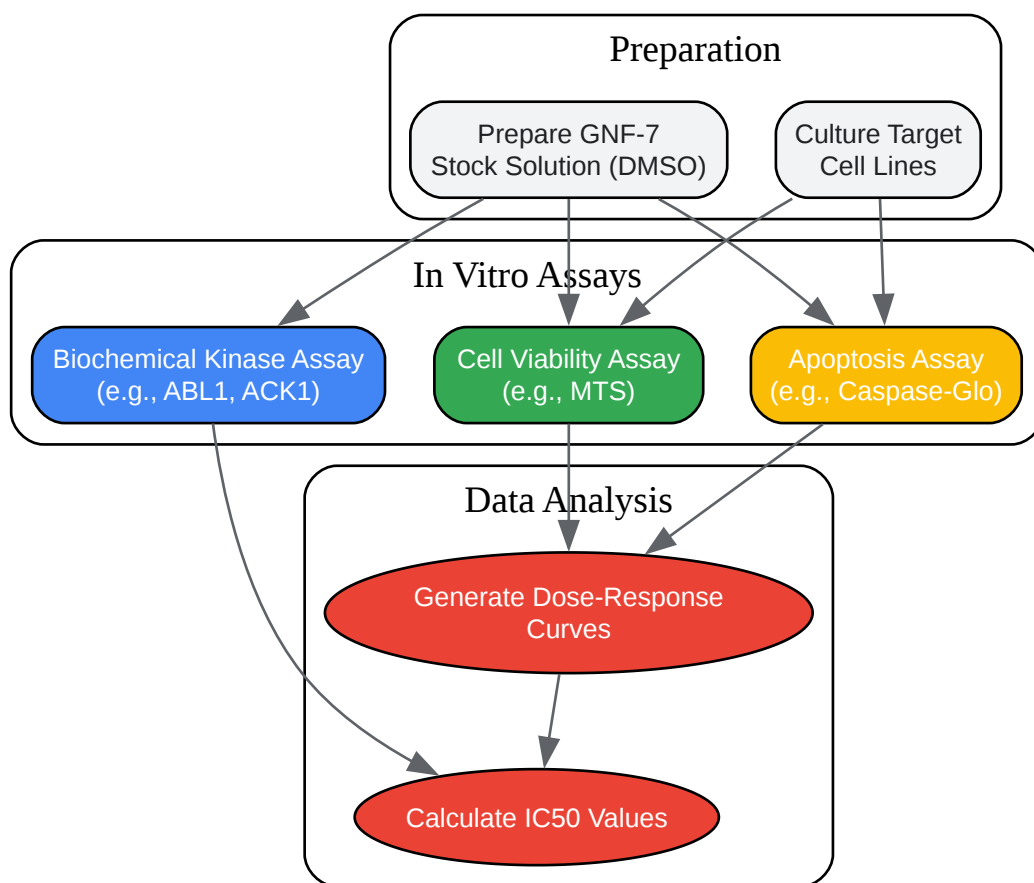 Preparation
Prepare GNF-7
Stock Solution (DMSO)
Culture Target
Cell Lines
In Vitro Assays
Biochemical Kinase Assay
(e.g., ABL1, ACK1)
Cell Viability Assay
(e.g., MTS)
Apoptosis Assay
(e.g., Caspase-Glo)
Data Analysis
Generate Dose-Response
Curves
Calculate IC50 Values